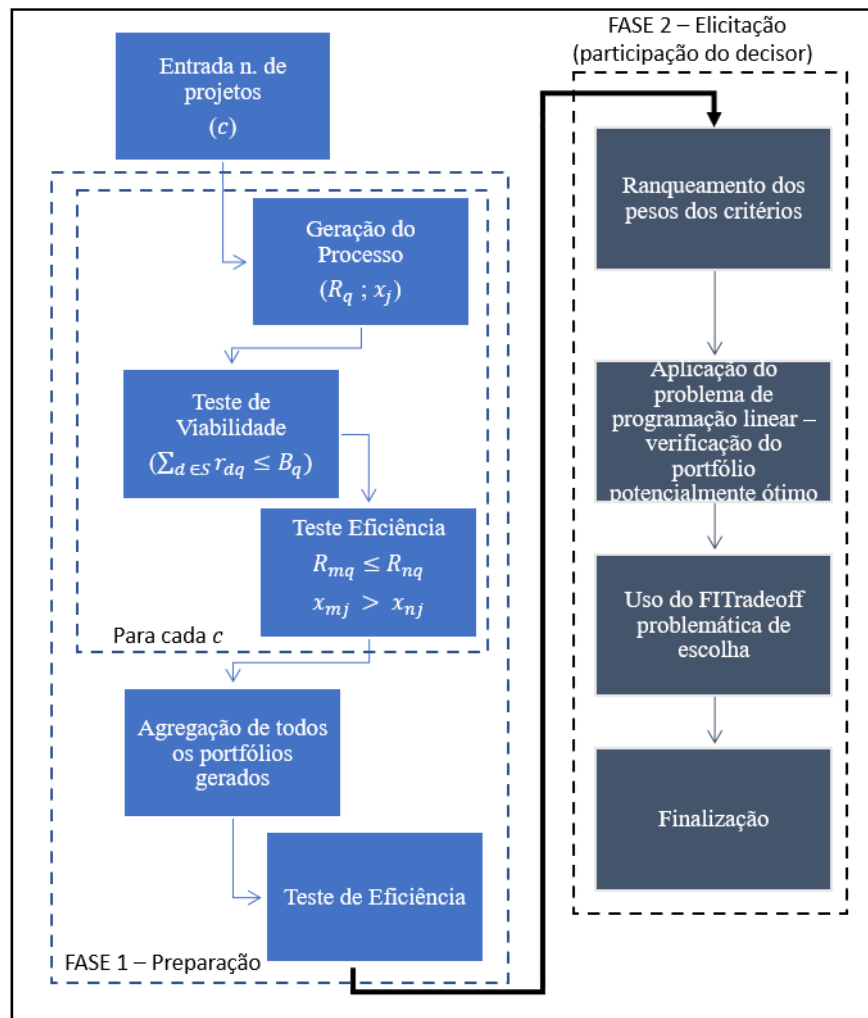 Entrada n. de
projetos
(c)
Geração do
Processo
(R_q ; x_j)
Teste de
Viabilidade
(∑_{d ∈S} r_{dq} ≤ B_q)
Teste Eficiência
R_{mq} ≤ R_{nq}
x_{mj} > x_{nj}
Para cada c
Agregação de todos
os portfólios
gerados
Teste de Eficiência
FASE 1 – Preparação
FASE 2 – Elicitação
(participação do decisor)
Ranqueamento dos
pesos dos critérios
Aplicação do
problema de
programação linear –
verificação do
portfólio
potencialmente ótimo
Uso do FITradeoff
problemática de
escolha
Finalização